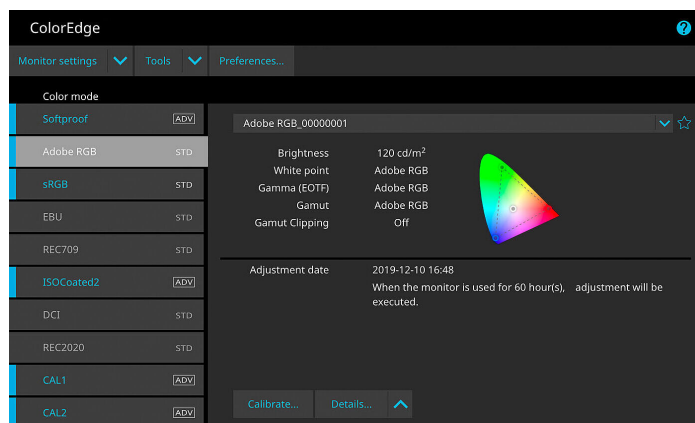 ColorEdge
?
Monitor settings Tools Preferences...
Color mode
Softproof ADV
Adobe RGB STD
sRGB STD
EBU STD
REC709 STD
ISOCoated2 ADV
DCI STD
REC2020 STD
CAL1 ADV
CAL2 ADV
Adobe RGB_00000001
Brightness 120 cd/m²
White point Adobe RGB
Gamma (EOTF) Adobe RGB
Gamut Adobe RGB
Gamut Clipping Off
Adjustment date 2019-12-10 16:48
When the monitor is used for 60 hour(s), adjustment will be
executed.
Calibrate... Details...